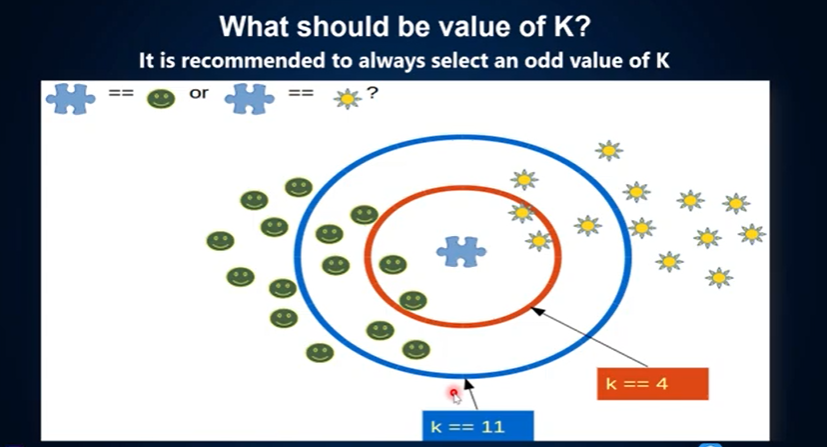 What should be value of K?
It is recommended to always select an odd value of K
== or == ?
k == 4
k == 11